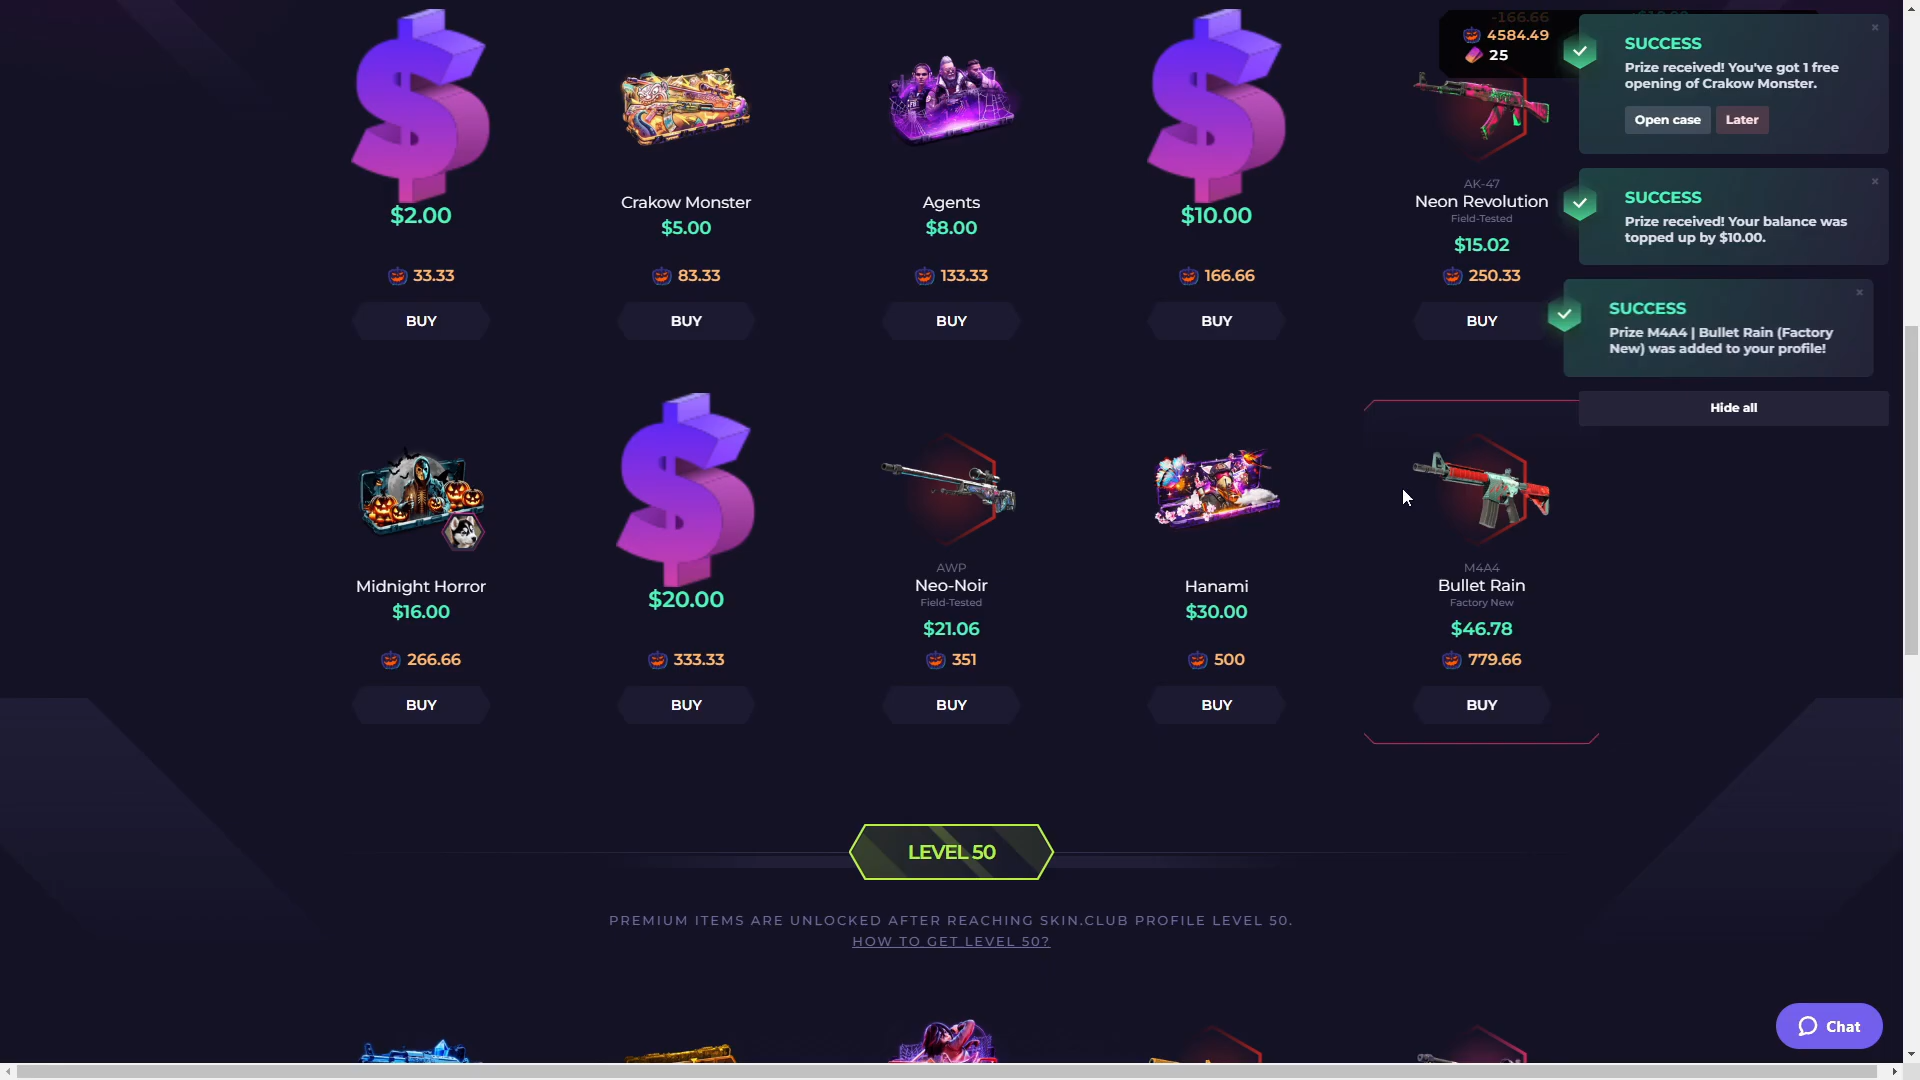 -166.66
4584.49
25
SUCCESS
Prize received! You've got 1 free
opening of Crakow Monster.
Open case
Later
SUCCESS
Prize received! Your balance was
topped up by $10.00.
SUCCESS
Prize M4A4 | Bullet Rain (Factory
New) was added to your profile!
Hide all
$2.00
33.33
BUY
Crakow Monster
$5.00
83.33
BUY
Agents
$8.00
133.33
BUY
$10.00
166.66
BUY
AK-47
Neon Revolution
Field-Tested
$15.02
250.33
BUY
Midnight Horror
$16.00
266.66
BUY
$20.00
333.33
BUY
AWP
Neo-Noir
Field-Tested
$21.06
351
BUY
Hanami
$30.00
500
BUY
M4A4
Bullet Rain
Factory New
$46.78
779.66
BUY
LEVEL 50
PREMIUM ITEMS ARE UNLOCKED AFTER REACHING SKIN.CLUB PROFILE LEVEL 50.
HOW TO GET LEVEL 50?
Chat